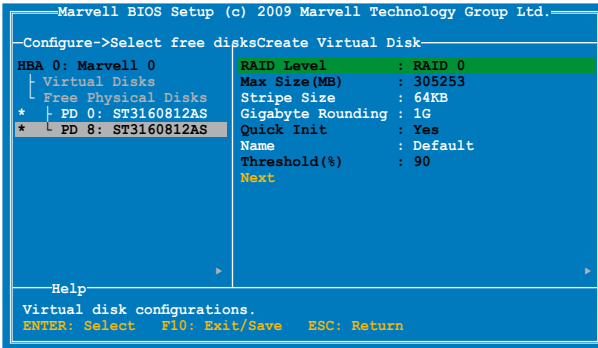 Marvell BIOS Setup (c) 2009 Marvell Technology Group Ltd.
Configure->Select free disksCreate Virtual Disk
HBA 0: Marvell 0
Virtual Disks
Free Physical Disks
* PD 0: ST3160812AS
* PD 8: ST3160812AS
RAID Level : RAID 0
Max Size(MB) : 305253
Stripe Size : 64KB
Gigabyte Rounding : 1G
Quick Init : Yes
Name : Default
Threshold(%) : 90
Next
Help
Virtual disk configurations.
ENTER: Select F10: Exit/Save ESC: Return